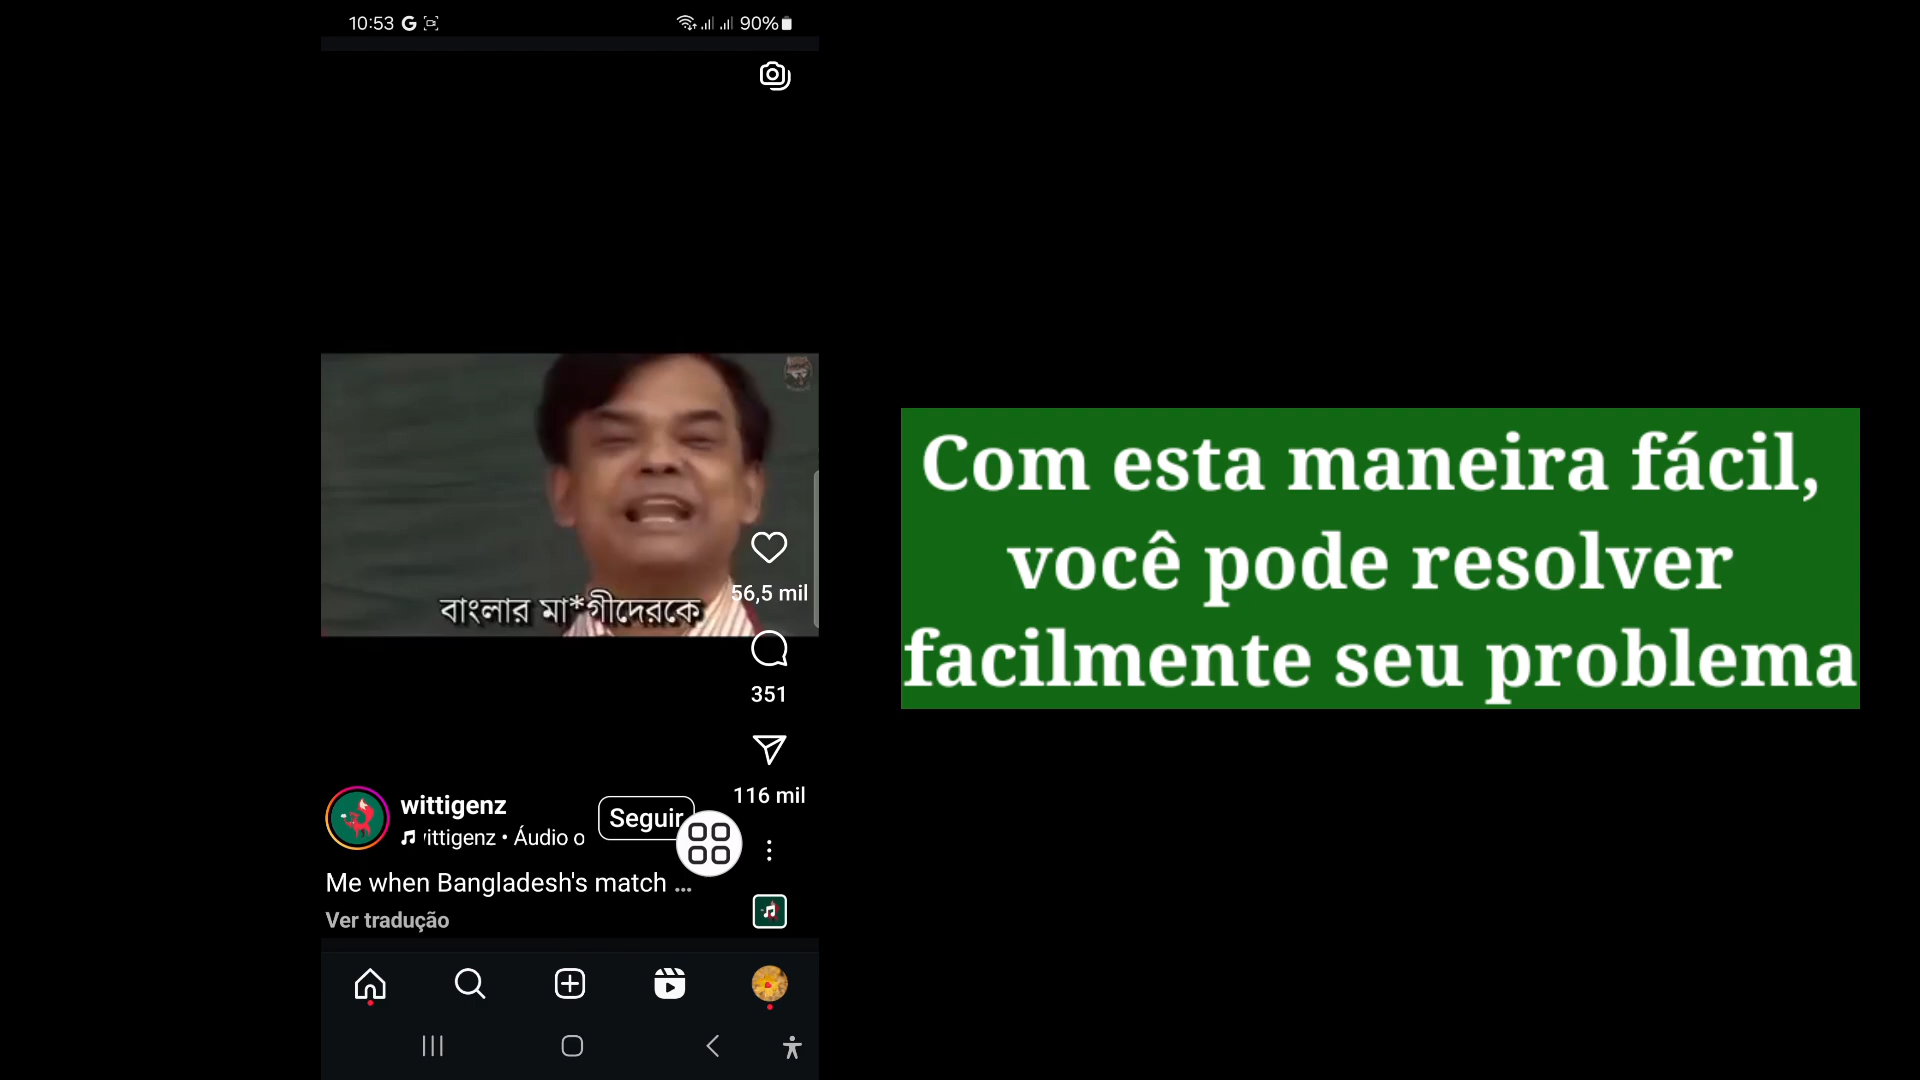 10:53 G 90%
বাংলার মা*গীদেরকে
56,5 mil
351
116 mil
wittigenz
ittigenz • Áudio o
Seguir
Me when Bangladesh's match ...
Ver tradução
Com esta maneira fácil,
você pode resolver
facilmente seu problema